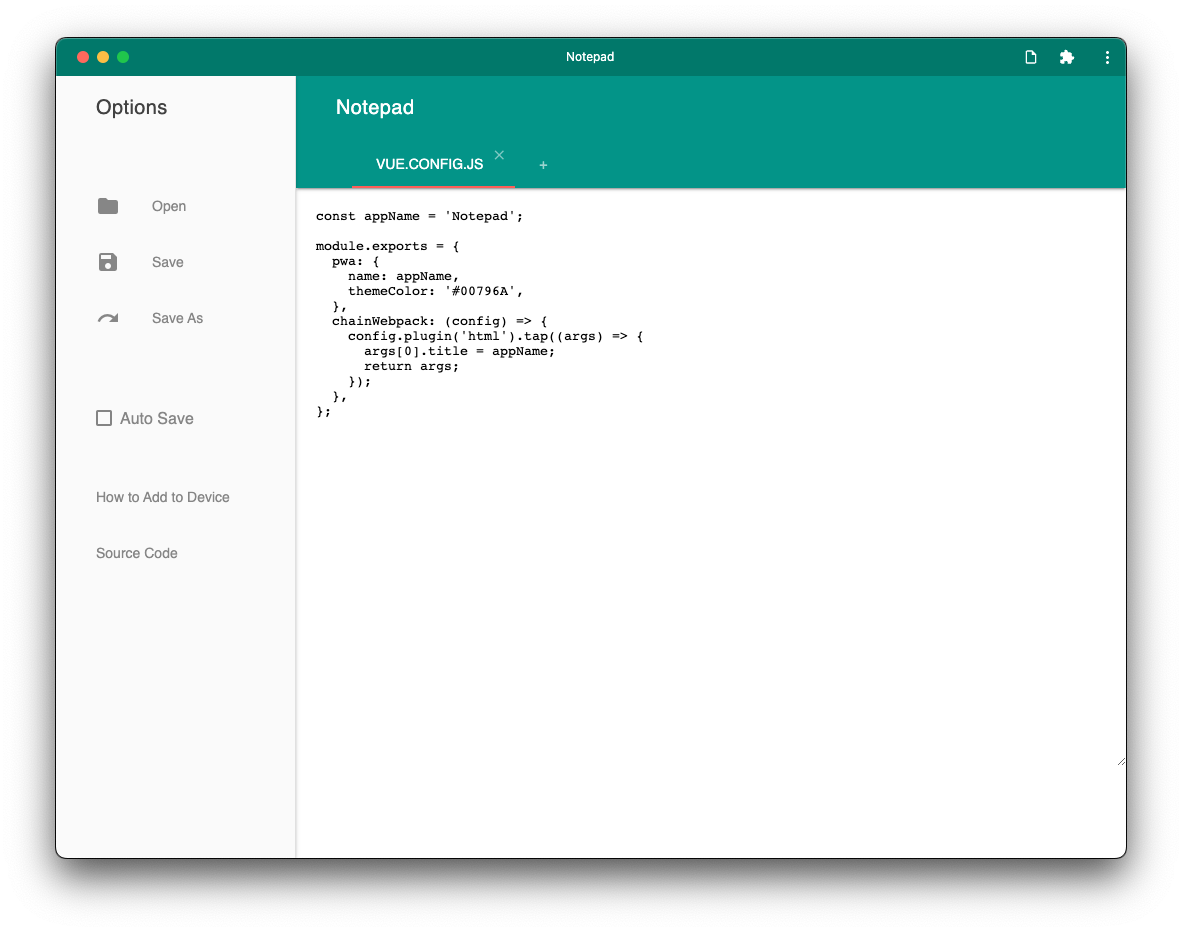 Notepad
Options
Notepad
VUE.CONFIG.JS
+
Open
Save
Save As
Auto Save
How to Add to Device
Source Code
const appName = 'Notepad';

module.exports = {
  pwa: {
    name: appName,
    themeColor: '#00796A',
  },
  chainWebpack: (config) => {
    config.plugin('html').tap((args) => {
      args[0].title = appName;
      return args;
    });
  },
};